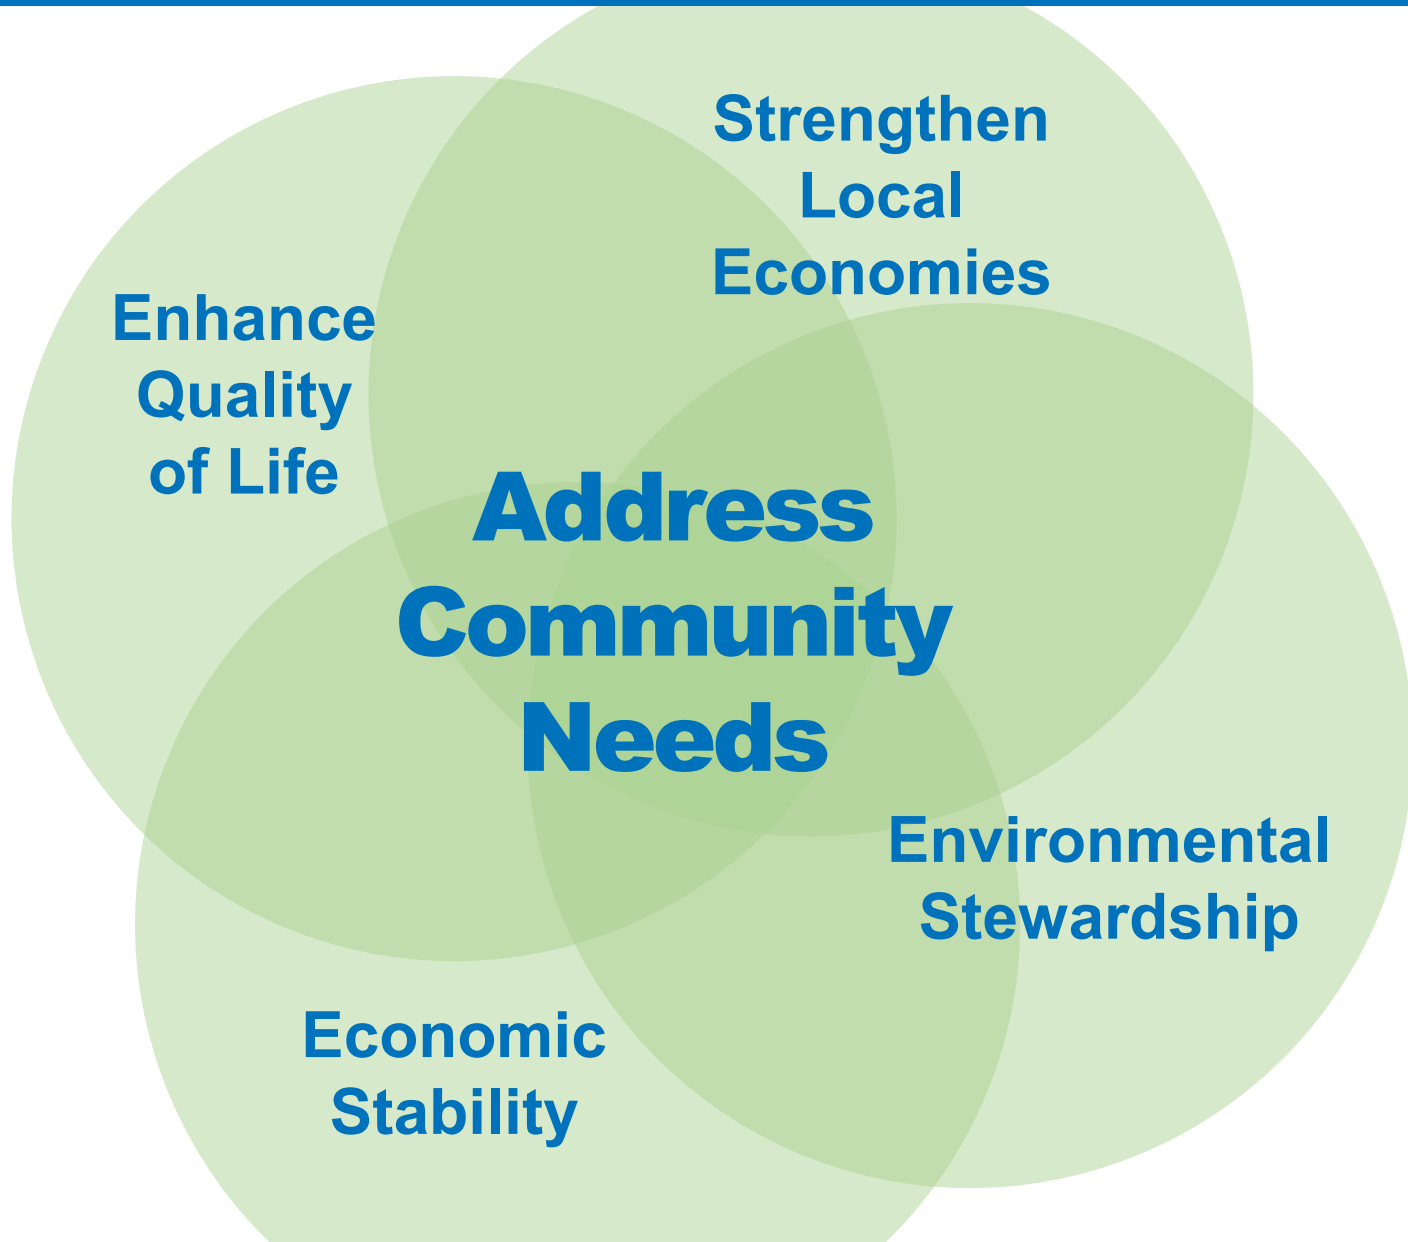 Strengthen
Local
Economies
Enhance
Quality
of Life
Address
Community
Needs
Environmental
Stewardship
Economic
Stability